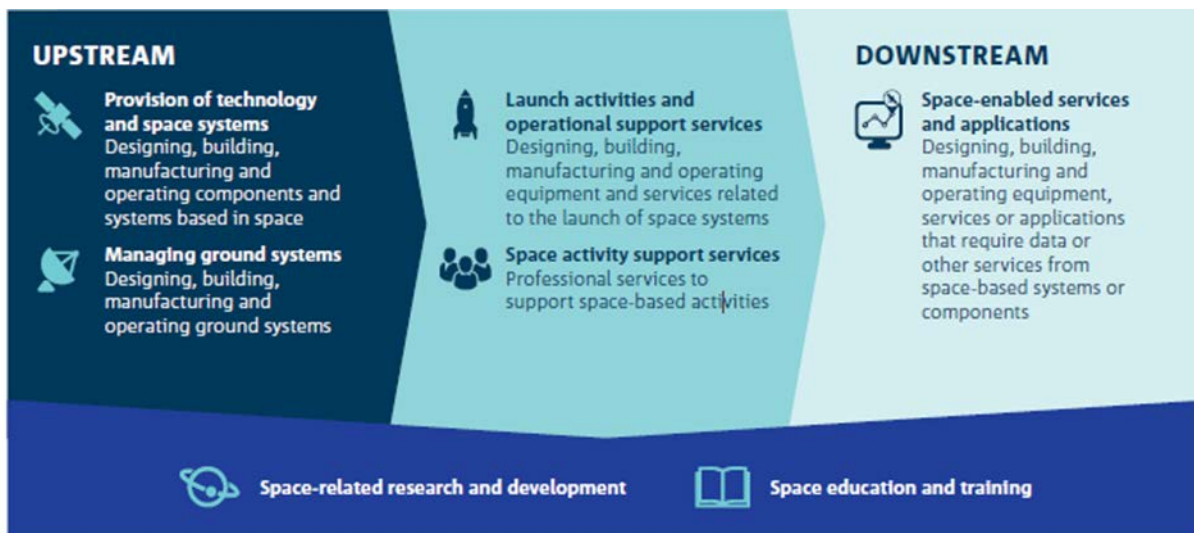 UPSTREAM
Provision of technology
and space systems
Designing, building,
manufacturing and
operating components and
systems based in space
Managing ground systems
Designing, building,
manufacturing and
operating ground systems
Launch activities and
operational support services
Designing, building,
manufacturing and operating
equipment and services related
to the launch of space systems
Space activity support services
Professional services to
support space-based activities
DOWNSTREAM
Space-enabled services
and applications
Designing, building,
manufacturing and
operating equipment,
services or applications
that require data or
other services from
space-based systems or
components
Space-related research and development
Space education and training